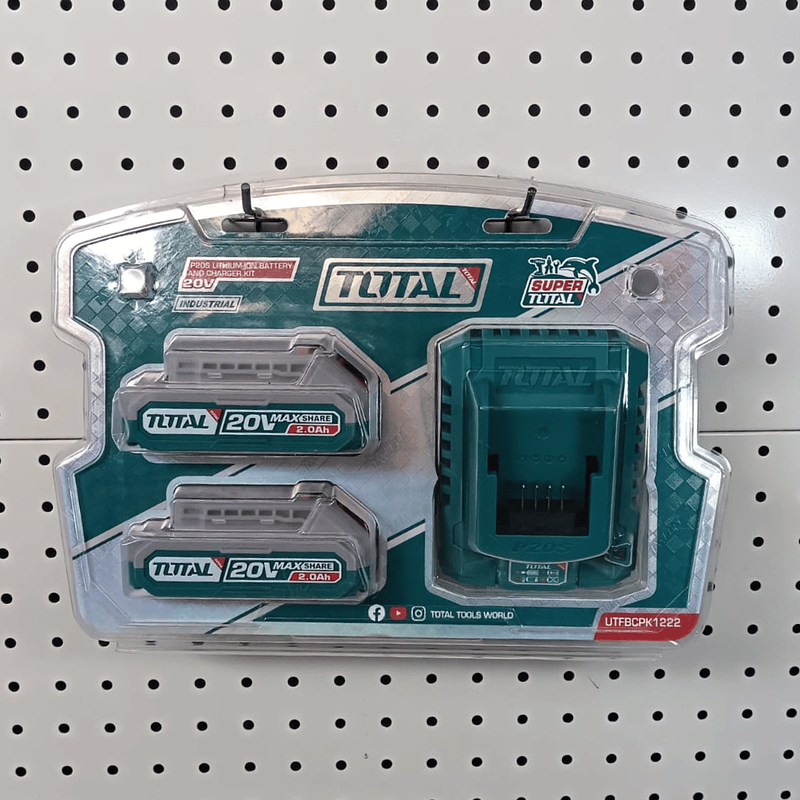 P20S LITHIUM-ION BATTERY
AND CHARGER KIT
20V
INDUSTRIAL
TOTAL
TOTAL
SUPER
TOTAL
TOTAL
TOTAL 20V MAX SHARE
2.0Ah
TOTAL 20V MAX SHARE
2.0Ah
P20S
TOTAL
TOTAL TOOLS WORLD
UTFBCPK1222